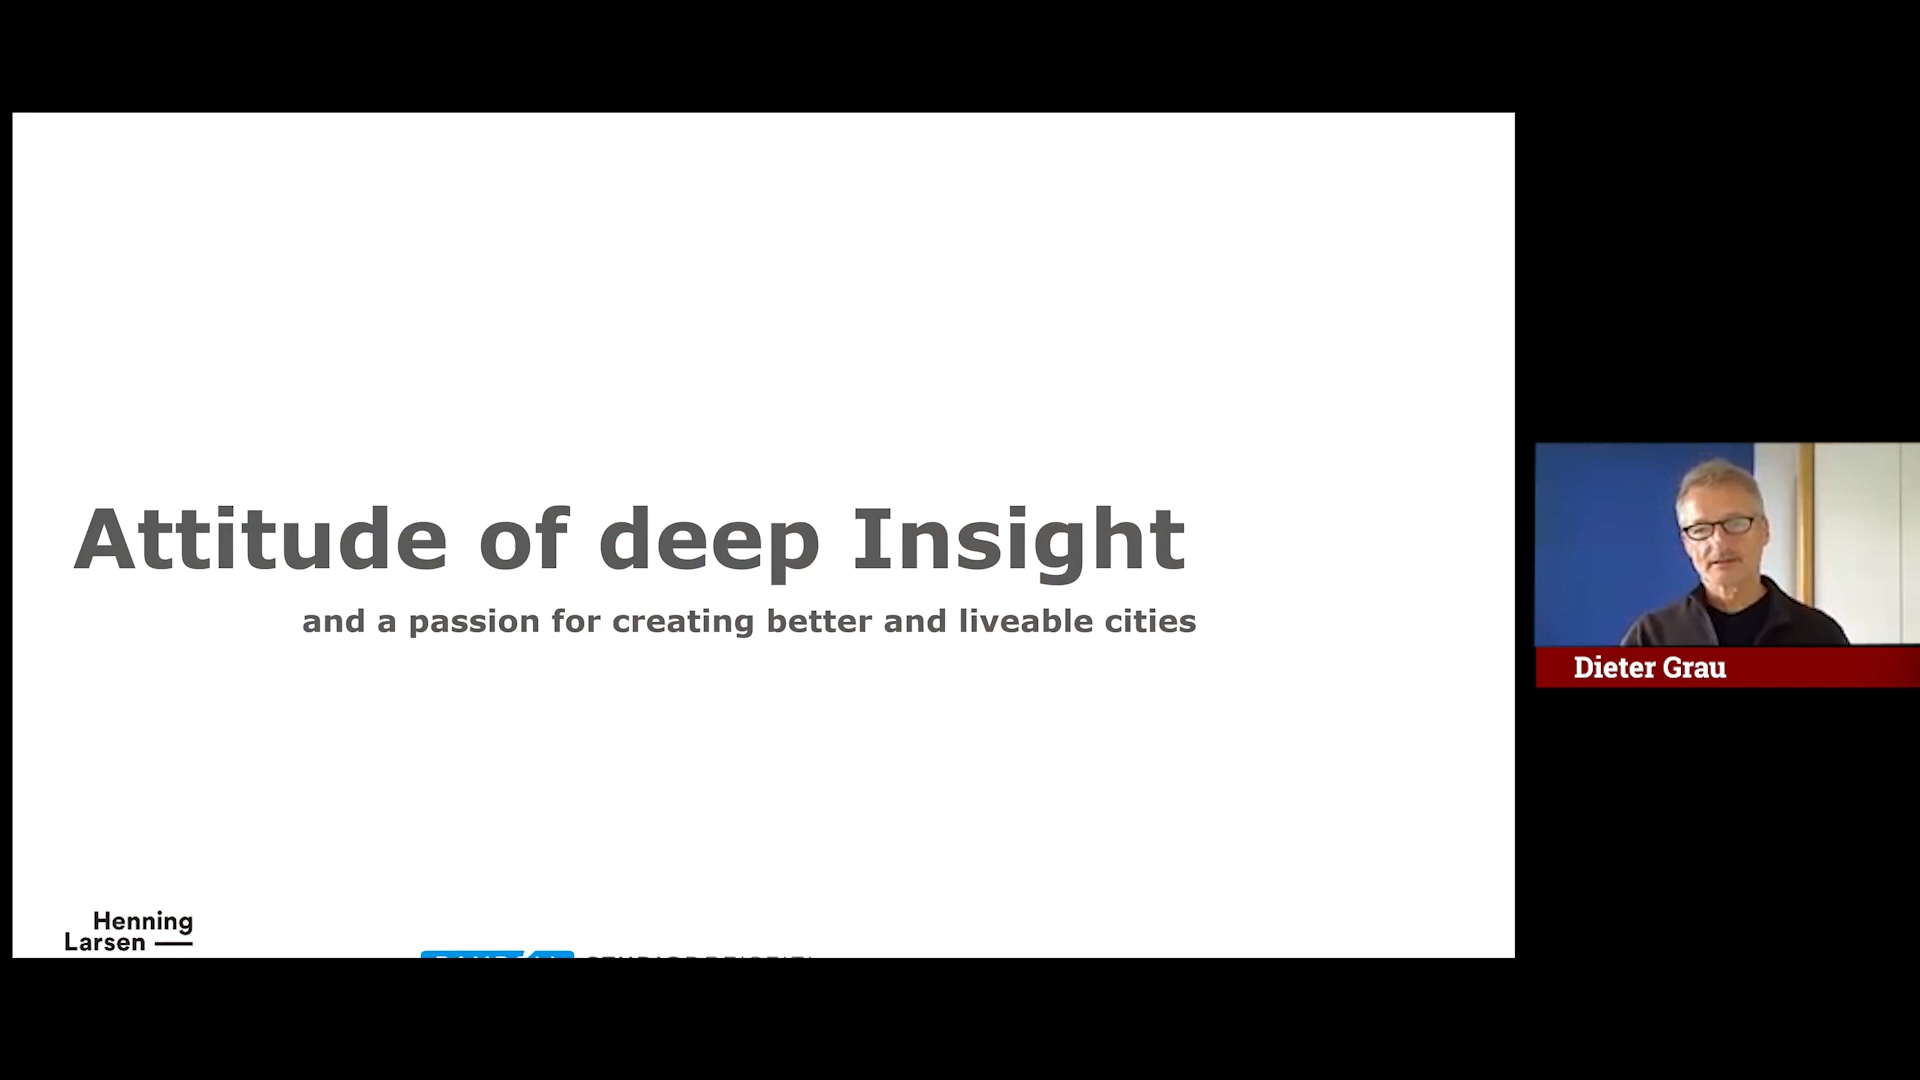 Attitude of deep Insight
and a passion for creating better and liveable cities
Dieter Grau
Henning
Larsen